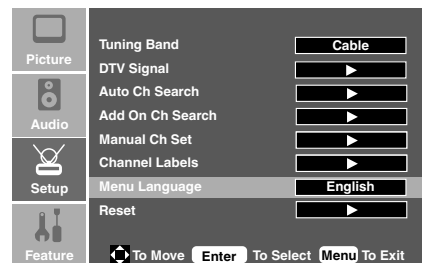 Picture
Audio
Setup
Feature
Tuning Band Cable
DTV Signal
Auto Ch Search
Add On Ch Search
Manual Ch Set
Channel Labels
Menu Language English
Reset
To Move Enter To Select Menu To Exit